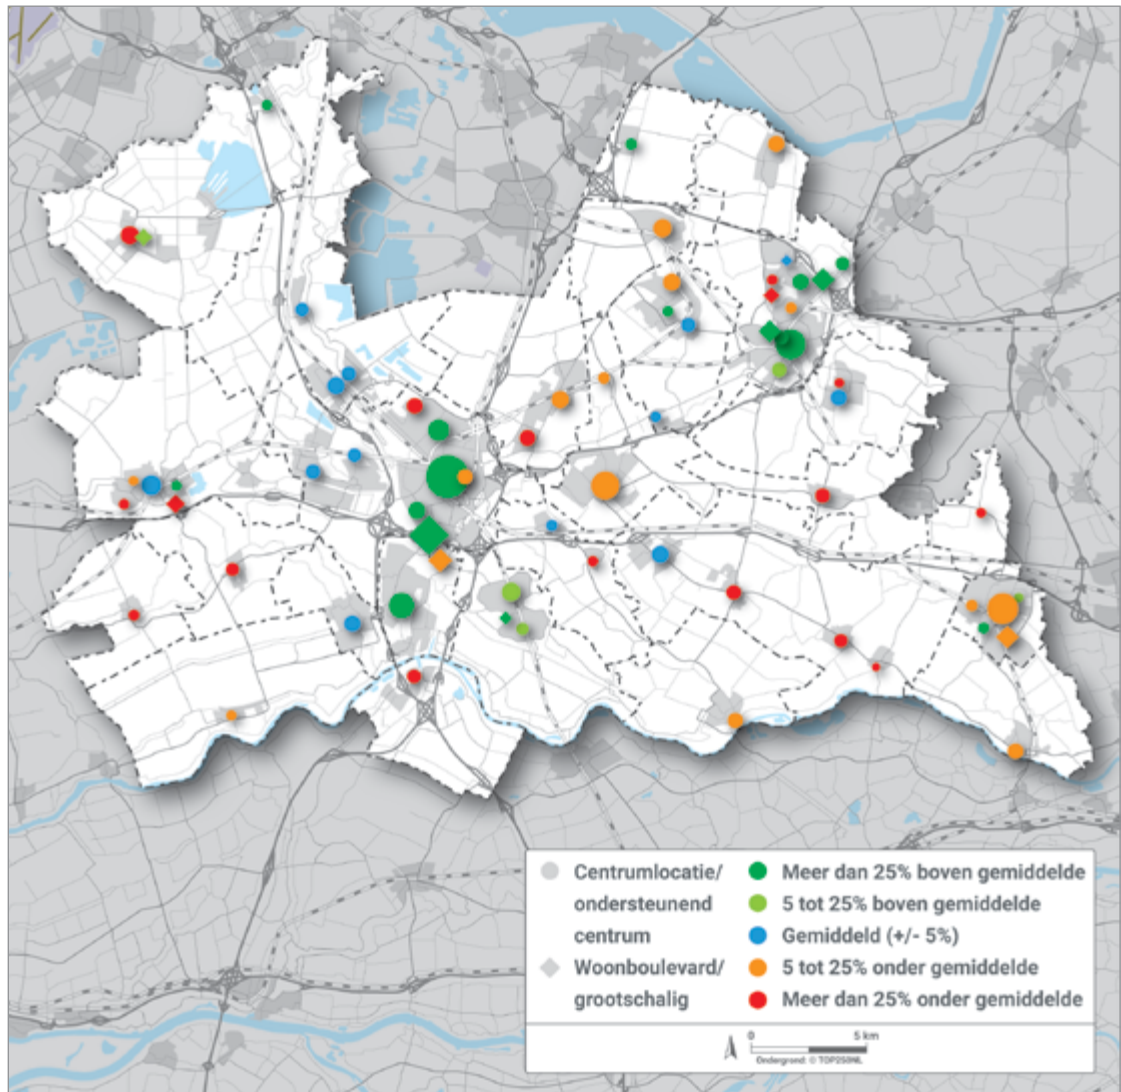 Centrumlocatie/
ondersteunend
centrum
Woonboulevard/
grootschalig
Meer dan 25% boven gemiddelde
5 tot 25% boven gemiddelde
Gemiddeld (+/- 5%)
5 tot 25% onder gemiddelde
Meer dan 25% onder gemiddelde
0 5 km
Ondergrond: © TOP250NL